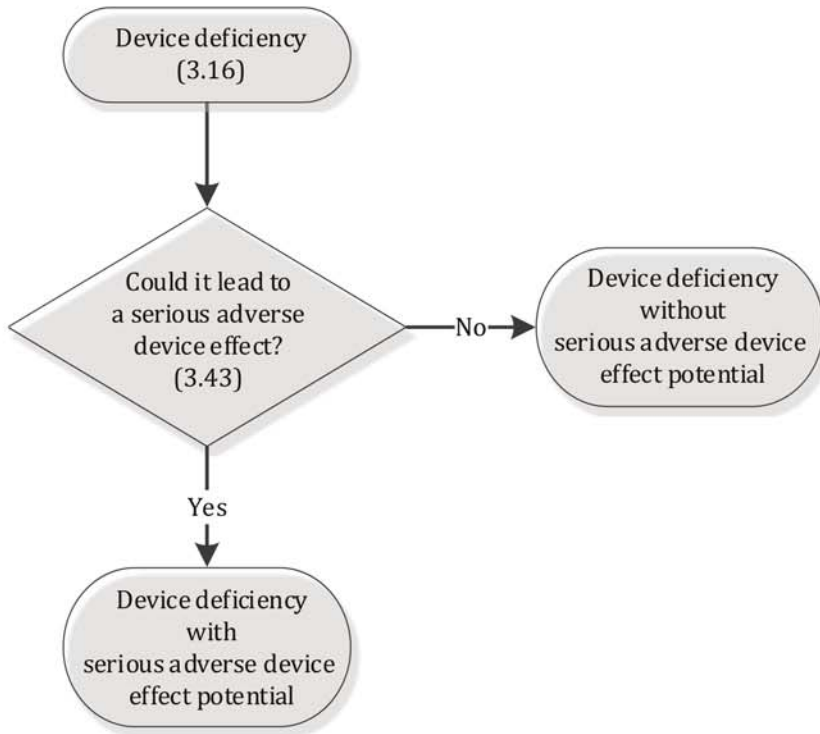 Device deficiency
(3.16)
Could it lead to
a serious adverse
device effect?
(3.43)
No
Device deficiency
without
serious adverse device
effect potential
Yes
Device deficiency
with
serious adverse device
effect potential